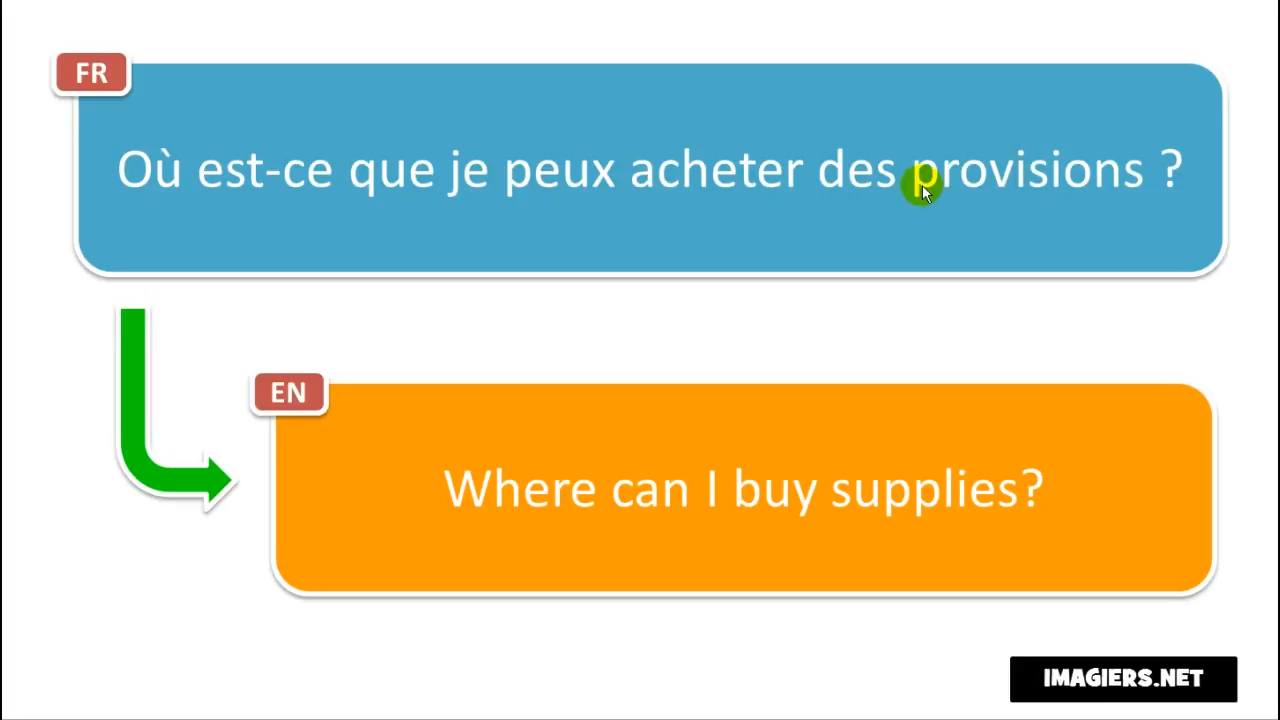 FR
Où est-ce que je peux acheter des provisions ?
EN
Where can I buy supplies?
IMAGIERS.NET